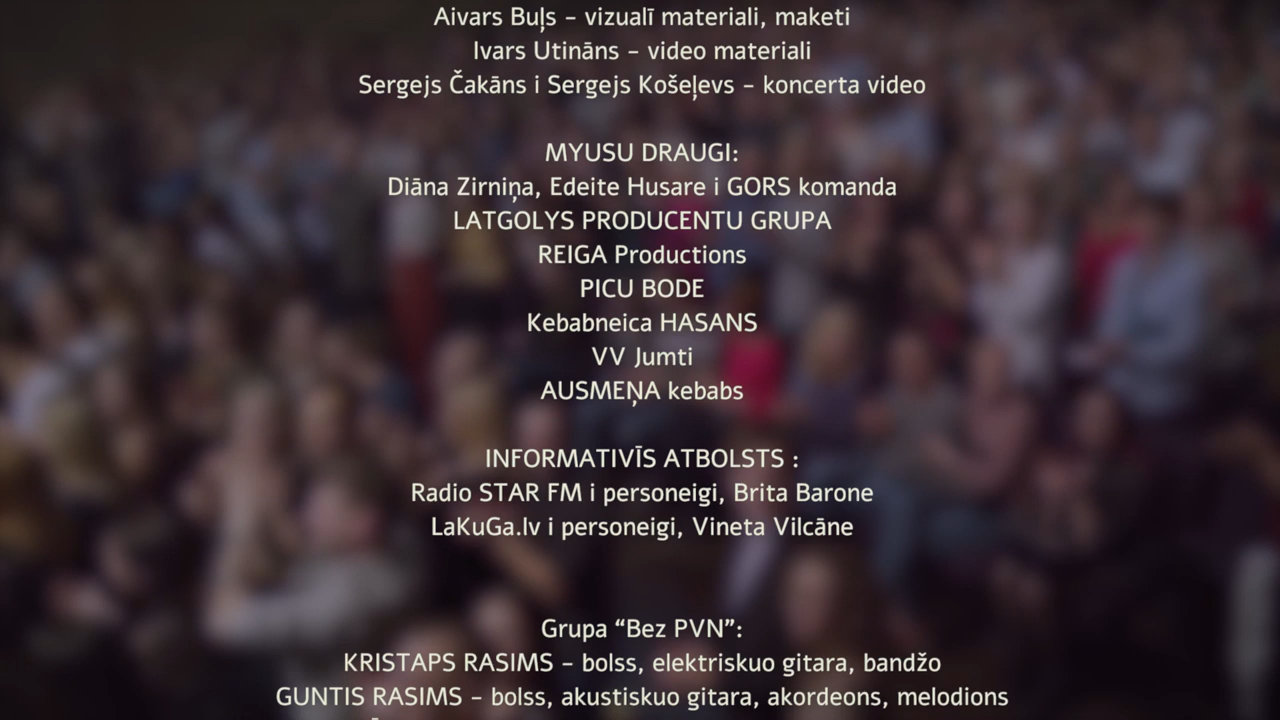 Aivars Buļs – vizualī materiali, maketi
Ivars Utināns – video materiali
Sergejs Čakāns i Sergejs Košeļevs – koncerta video
MYUSU DRAUGI:
Diāna Zirniņa, Edeite Husare i GORS komanda
LATGOLYS PRODUCENTU GRUPA
REIGA Productions
PICU BODE
Kebabneica HASANS
VV Jumti
AUSMEŅA kebabs
INFORMATIVĪS ATBOLSTS :
Radio STAR FM i personeigi, Brita Barone
LaKuGa.lv i personeigi, Vineta Vilcāne
Grupa “Bez PVN”:
KRISTAPS RASIMS – bolss, elektriskuo gitara, bandžo
GUNTIS RASIMS – bolss, akustiskuo gitara, akordeons, melodions